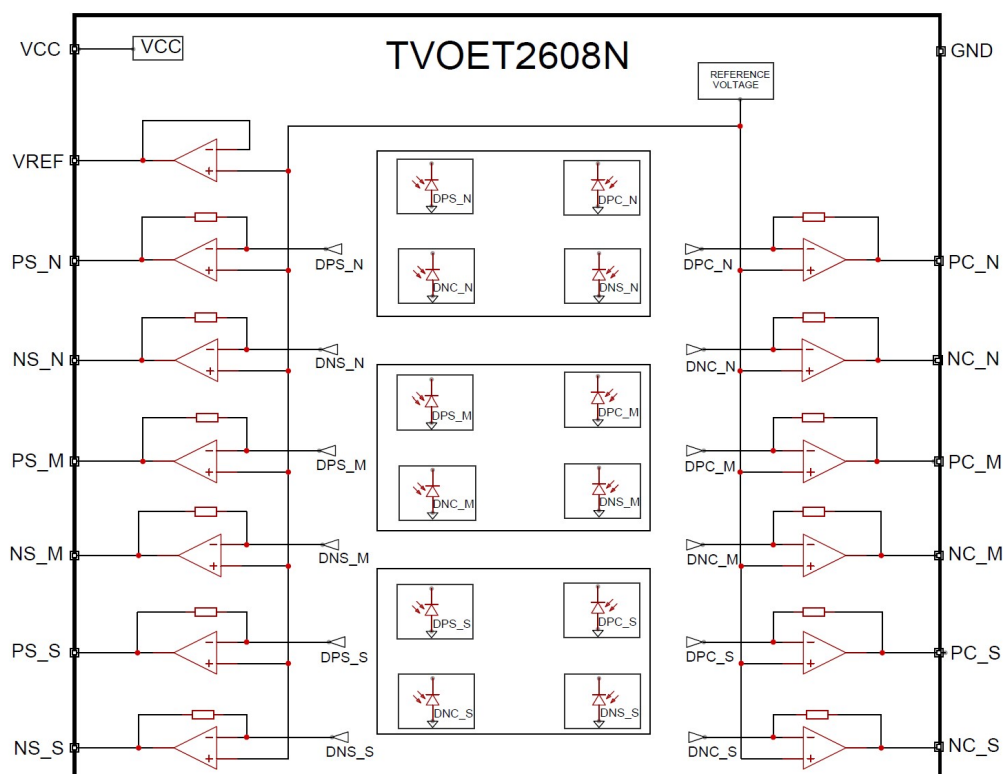 TVOET2608N
VCC
VCC
GND
REFERENCE
VOLTAGE
VREF
DPS_N
DPC_N
PS_N
DPS_N
DNC_N
DNS_N
DPC_N
PC_N
NS_N
DNS_N
DNC_N
NC_N
DPS_M
DPC_M
PS_M
DPS_M
DPC_M
PC_M
DNC_M
DNS_M
NS_M
DNS_M
DNC_M
NC_M
DPS_S
DPC_S
PS_S
DPS_S
DPC_S
PC_S
DNC_S
DNS_S
NS_S
DNS_S
DNC_S
NC_S